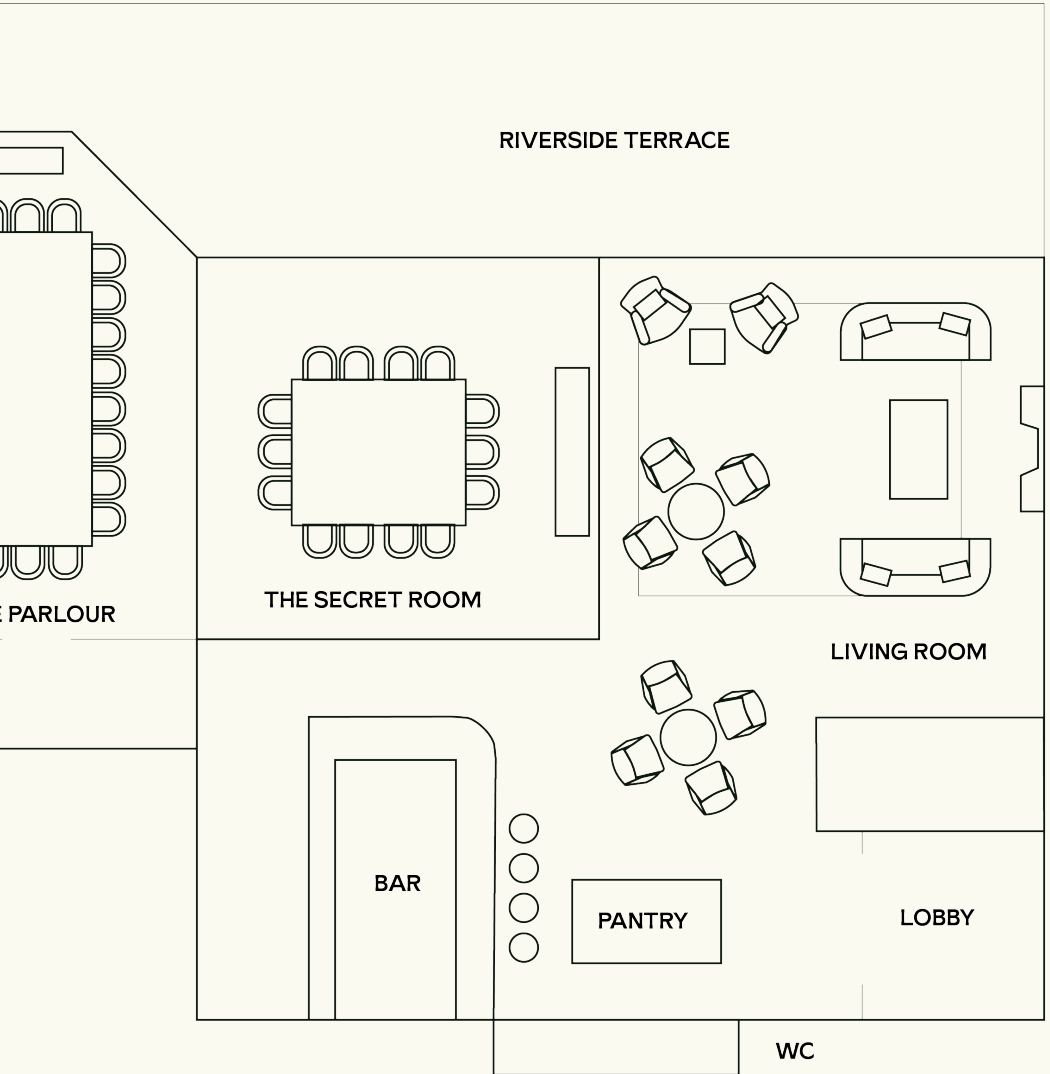 RIVERSIDE TERRACE
THE SECRET ROOM
E PARLOUR
LIVING ROOM
BAR
PANTRY
LOBBY
WC